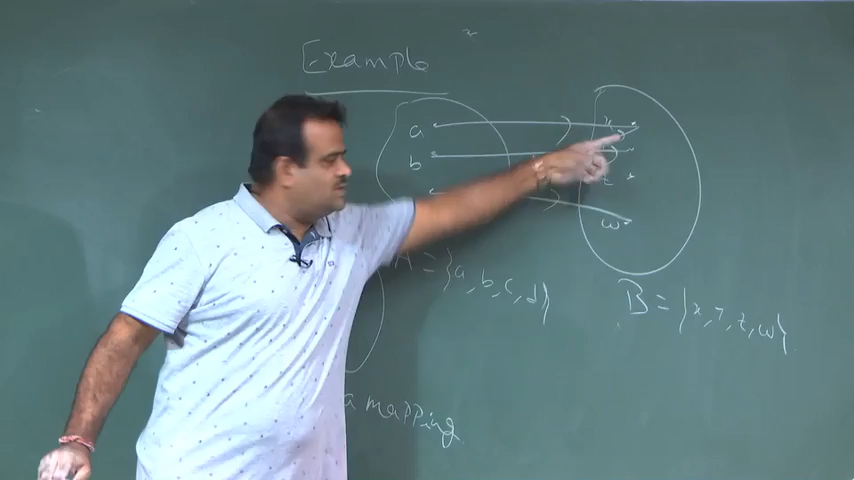 Example
a
x
b
z
w
A = {a, b, c, d}
B = {x, y, z, w}
a mapping